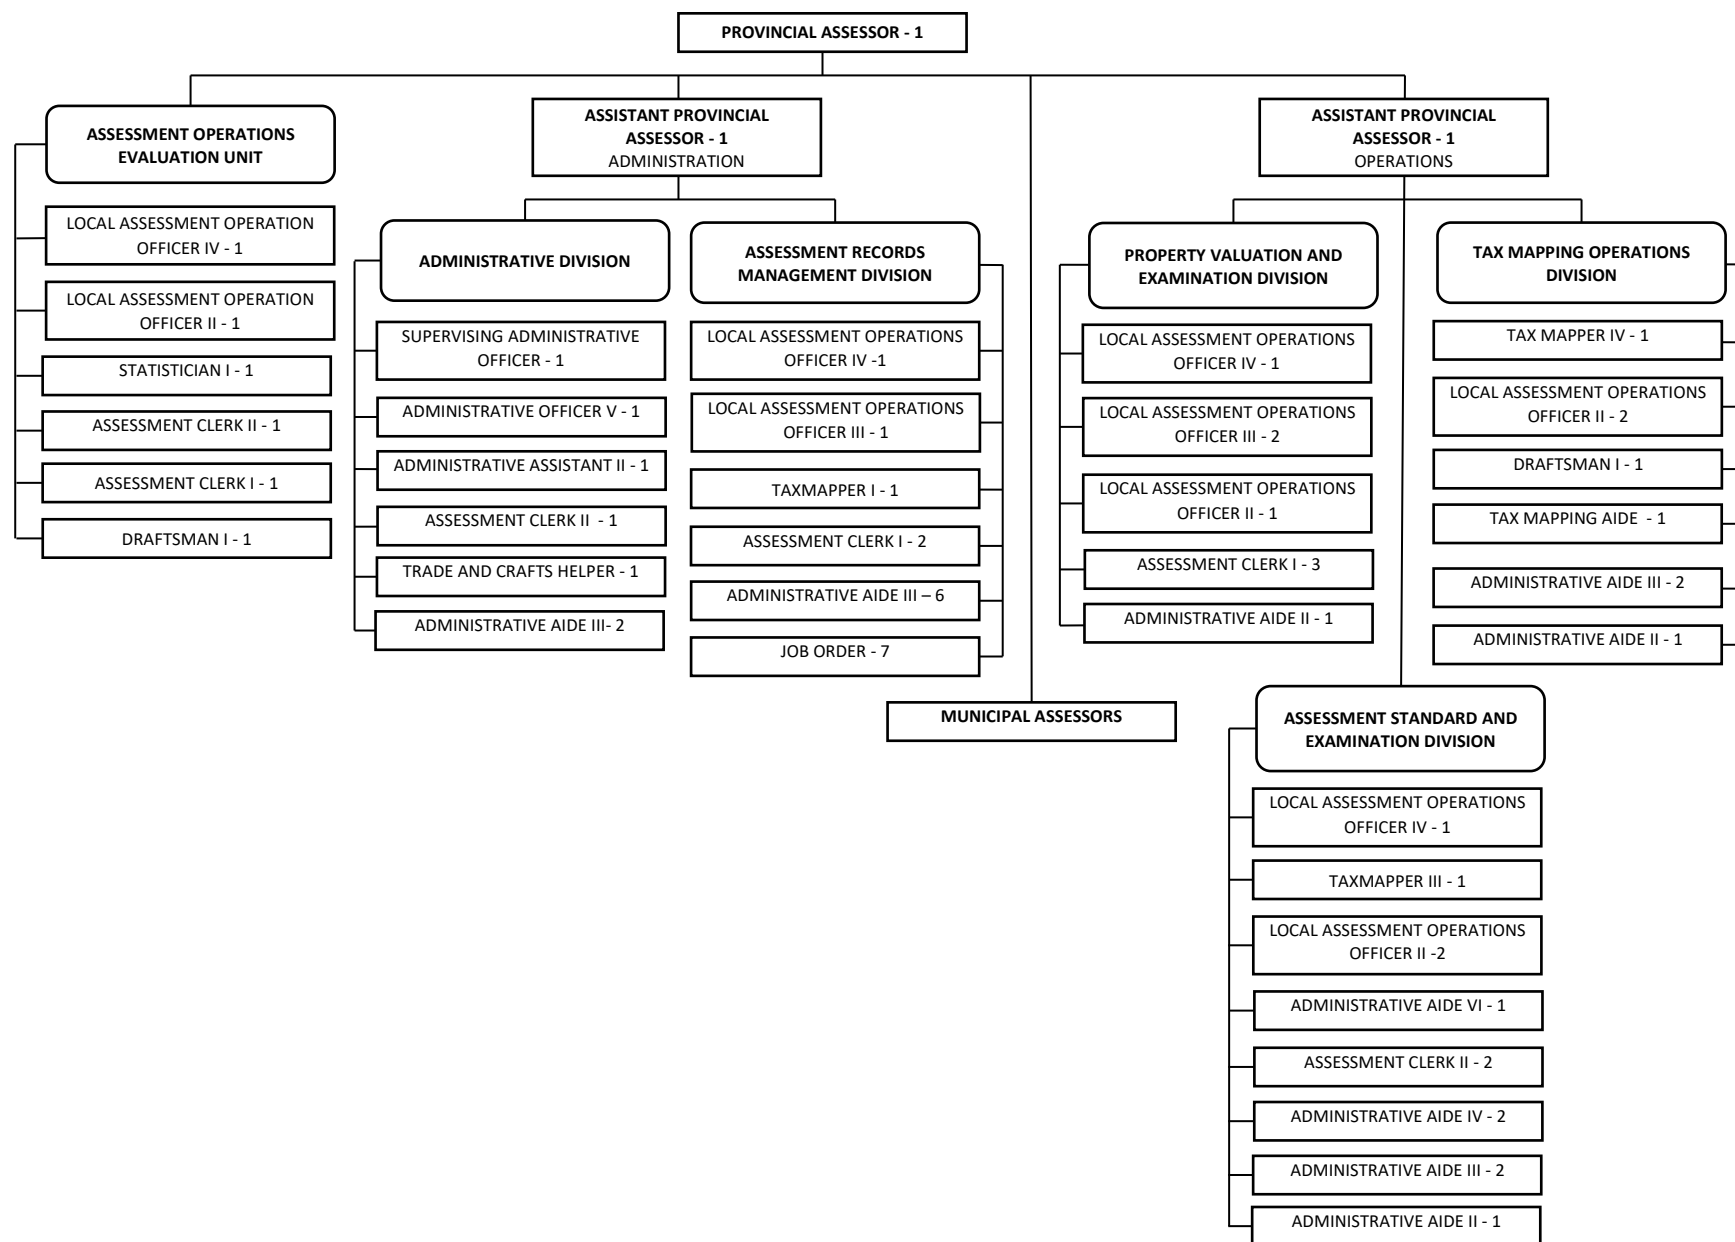 PROVINCIAL ASSESSOR - 1
ASSESSMENT OPERATIONS
EVALUATION UNIT
LOCAL ASSESSMENT OPERATION
OFFICER IV - 1
LOCAL ASSESSMENT OPERATION
OFFICER II - 1
STATISTICIAN I - 1
ASSESSMENT CLERK II - 1
ASSESSMENT CLERK I - 1
DRAFTSMAN I - 1
ASSISTANT PROVINCIAL
ASSESSOR - 1
ADMINISTRATION
ADMINISTRATIVE DIVISION
SUPERVISING ADMINISTRATIVE
OFFICER - 1
ADMINISTRATIVE OFFICER V - 1
ADMINISTRATIVE ASSISTANT II - 1
ASSESSMENT CLERK II  - 1
TRADE AND CRAFTS HELPER - 1
ADMINISTRATIVE AIDE III- 2
ASSESSMENT RECORDS
MANAGEMENT DIVISION
LOCAL ASSESSMENT OPERATIONS
OFFICER IV -1
LOCAL ASSESSMENT OPERATIONS
OFFICER III - 1
TAXMAPPER I - 1
ASSESSMENT CLERK I - 2
ADMINISTRATIVE AIDE III – 6
JOB ORDER - 7
MUNICIPAL ASSESSORS
ASSISTANT PROVINCIAL
ASSESSOR - 1
OPERATIONS
PROPERTY VALUATION AND
EXAMINATION DIVISION
LOCAL ASSESSMENT OPERATIONS
OFFICER IV - 1
LOCAL ASSESSMENT OPERATIONS
OFFICER III - 2
LOCAL ASSESSMENT OPERATIONS
OFFICER II - 1
ASSESSMENT CLERK I - 3
ADMINISTRATIVE AIDE II - 1
TAX MAPPING OPERATIONS
DIVISION
TAX MAPPER IV - 1
LOCAL ASSESSMENT OPERATIONS
OFFICER II - 2
DRAFTSMAN I - 1
TAX MAPPING AIDE  - 1
ADMINISTRATIVE AIDE III - 2
ADMINISTRATIVE AIDE II - 1
ASSESSMENT STANDARD AND
EXAMINATION DIVISION
LOCAL ASSESSMENT OPERATIONS
OFFICER IV - 1
TAXMAPPER III - 1
LOCAL ASSESSMENT OPERATIONS
OFFICER II -2
ADMINISTRATIVE AIDE VI - 1
ASSESSMENT CLERK II - 2
ADMINISTRATIVE AIDE IV - 2
ADMINISTRATIVE AIDE III - 2
ADMINISTRATIVE AIDE II - 1